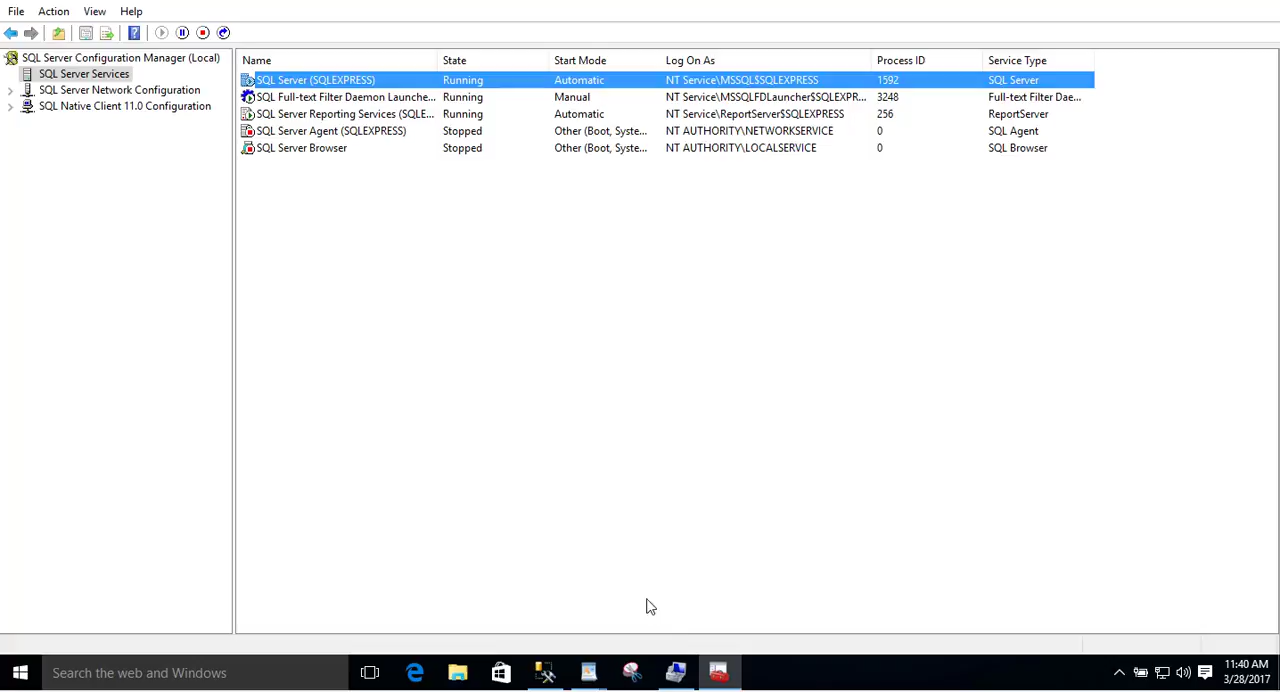 File Action View Help
SQL Server Configuration Manager (Local)
SQL Server Services
SQL Server Network Configuration
SQL Native Client 11.0 Configuration
Name State Start Mode Log On As Process ID Service Type
SQL Server (SQLEXPRESS) Running Automatic NT Service\MSSQL$SQLEXPRESS 1592 SQL Server
SQL Full-text Filter Daemon Launche... Running Manual NT Service\MSSQLFDLauncher$SQLEXPR... 3248 Full-text Filter Dae...
SQL Server Reporting Services (SQLE... Running Automatic NT Service\ReportServer$SQLEXPRESS 256 ReportServer
SQL Server Agent (SQLEXPRESS) Stopped Other (Boot, Syste... NT AUTHORITY\NETWORKSERVICE 0 SQL Agent
SQL Server Browser Stopped Other (Boot, Syste... NT AUTHORITY\LOCALSERVICE 0 SQL Browser
Search the web and Windows
11:40 AM
3/28/2017